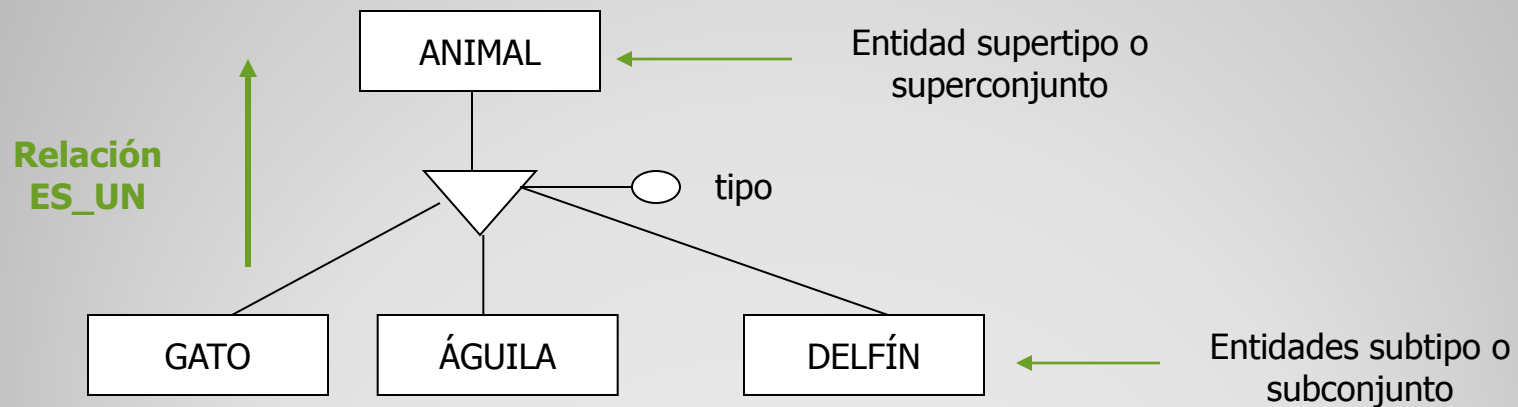 ANIMAL
Entidad supertipo o
superconjunto
Relación
ES_UN
tipo
GATO
ÁGUILA
DELFÍN
Entidades subtipo o
subconjunto